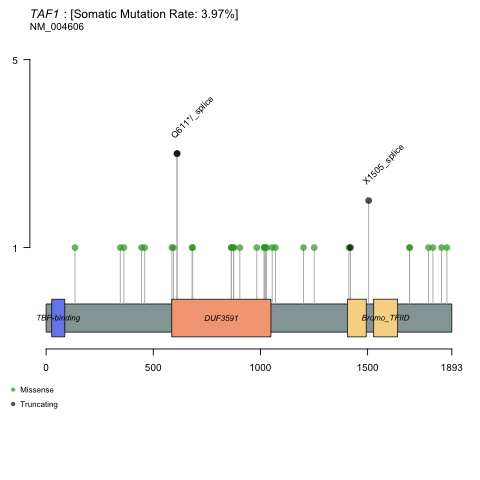 TAF1 : [Somatic Mutation Rate: 3.97%]
NM_004606
5
Q611*/_splice
X1505_splice
1
TBP-binding
DUF3591
Bromo_TFIID
0
500
1000
1500
1893
Missense
Truncating